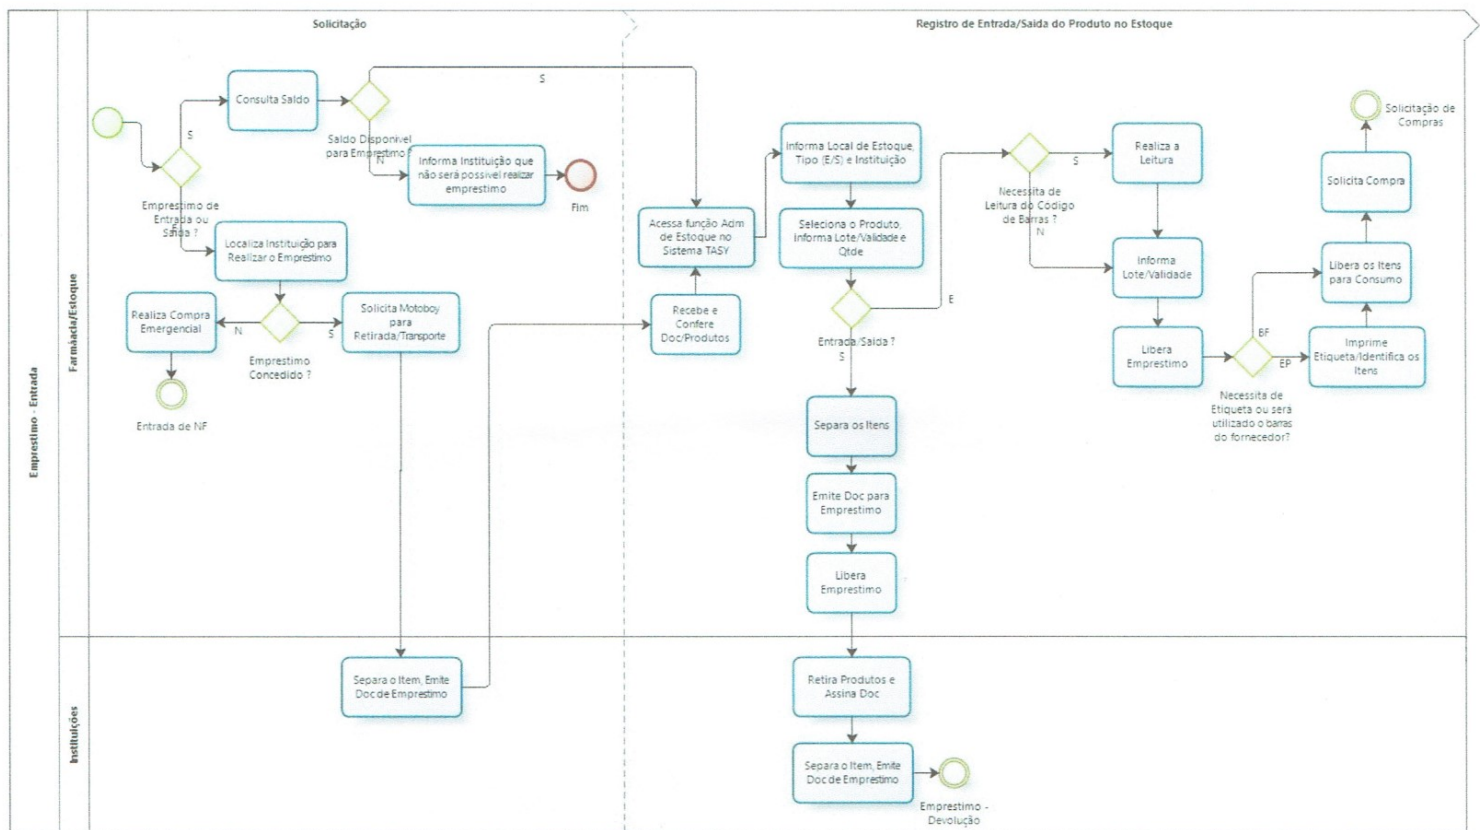 Solicitação
Registro de Entrada/Saida do Produto no Estoque
Emprestimo - Entrada
Farmáacia/Estoque
Instituições
S
Consulta Saldo
Saldo Disponivel
para Emprestimo ?
S
N
Informa Instituição que
não será possivel realizar
emprestimo
Fim
Emprestimo de
Entrada ou
Saida ?
E
Localiza Instituição para
Realizar o Emprestimo
Realiza Compra
Emergencial
N
S
Emprestimo
Concedido ?
Solicita Motoboy
para
Retirada/Transporte
Entrada de NF
Separa o Item, Emite
Doc de Emprestimo
Recebe e
Confere
Doc/Produtos
Acessa função Adm
de Estoque no
Sistema TASY
Informa Local de Estoque,
Tipo (E/S) e Instituição
Seleciona o Produto,
informa Lote/Validade e
Qtde
Entrada/Saida ?
S
E
Separa os Itens
Emite Doc para
Emprestimo
Libera
Emprestimo
Retira Produtos e
Assina Doc
Separa o Item, Emite
Doc de Emprestimo
Emprestimo -
Devolução
Necessita de
Leitura do Código
de Barras ?
S
N
Realiza a
Leitura
Informa
Lote/Validade
Libera
Emprestimo
Necessita de
Etiqueta ou sera
utilizado o barras
do fornecedor?
BF
EP
Imprime
Etiqueta/Identifica os
Itens
Libera os Itens
para Consumo
Solicita Compra
Solicitação de
Compras